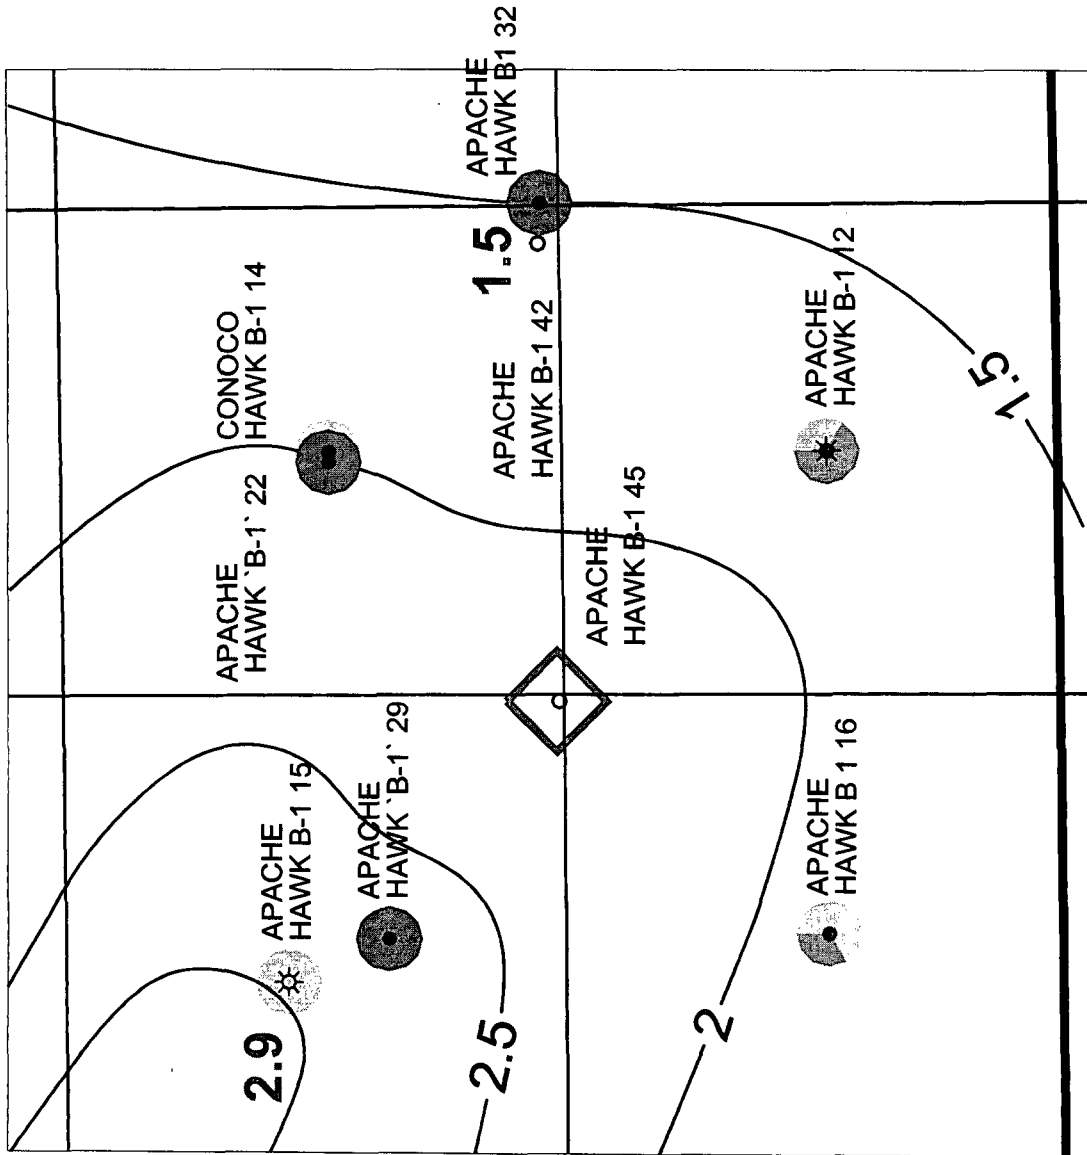 APACHE
HAWK B1 32
1.5
CONOCO
HAWK B-1 14
APACHE
HAWK B-1 42
APACHE
HAWK B-1 12
1.5
APACHE
HAWK `B-1` 22
APACHE
HAWK B-1 45
APACHE
HAWK B-1 15
APACHE
HAWK `B-1` 29
APACHE
HAWK B 1 16
2.9
2.5
2